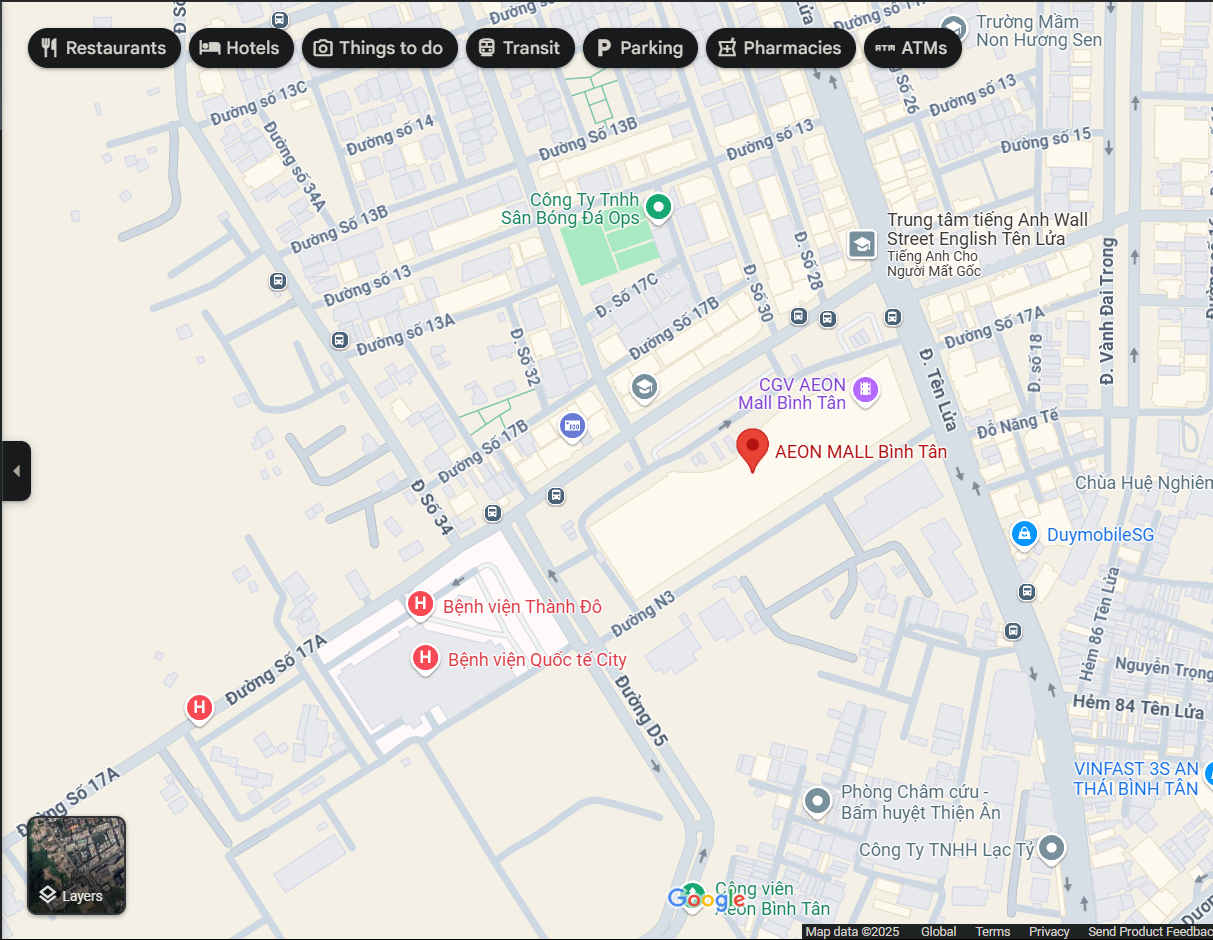 Đường số
Đường số 11
Trường Mầm
Non Hương Sen
Restaurants
Hotels
Things to do
Transit
Parking
Pharmacies
ATMs
Đường số 13C
Đường số 14
Đường số 34A
Đường Số 13B
Đường số 13
Đ. số 26
Đường số 13
Đường số 15
Công Ty Tnhh
Sân Bóng Đá Ops
Đường Số 13B
Đường số 13
Đường số 13A
Đ. Số 32
Đ. Số 17C
Đường Số 17B
Đ. Số 30
Đ. Số 28
Trung tâm tiếng Anh Wall
Street English Tên Lửa
Tiếng Anh Cho
Người Mất Gốc
Đ. Vành Đai Trong
Đường Số 17A
Đ. số 18
Đ. Tên Lửa
Đỗ Năng Tế
CGV AEON
Mall Bình Tân
AEON MALL Bình Tân
Đường Số 17B
Đ Số 34
Chùa Huệ Nghiêm
DuymobileSG
Bệnh viện Thành Đô
Đường N3
Bệnh viện Quốc tế City
Đường Số 17A
Đường D5
Hẻm 86 Tên Lửa
Nguyễn Trọng
Hẻm 84 Tên Lửa
VINFAST 3S AN
THÁI BÌNH TÂN
Đường Số 17A
Phòng Châm cứu -
Bấm huyệt Thiện Ân
Công Ty TNHH Lạc Tỷ
Layers
Công viên
Aeon Bình Tân
Google
Map data ©2025
Global
Terms
Privacy
Send Product Feedbac